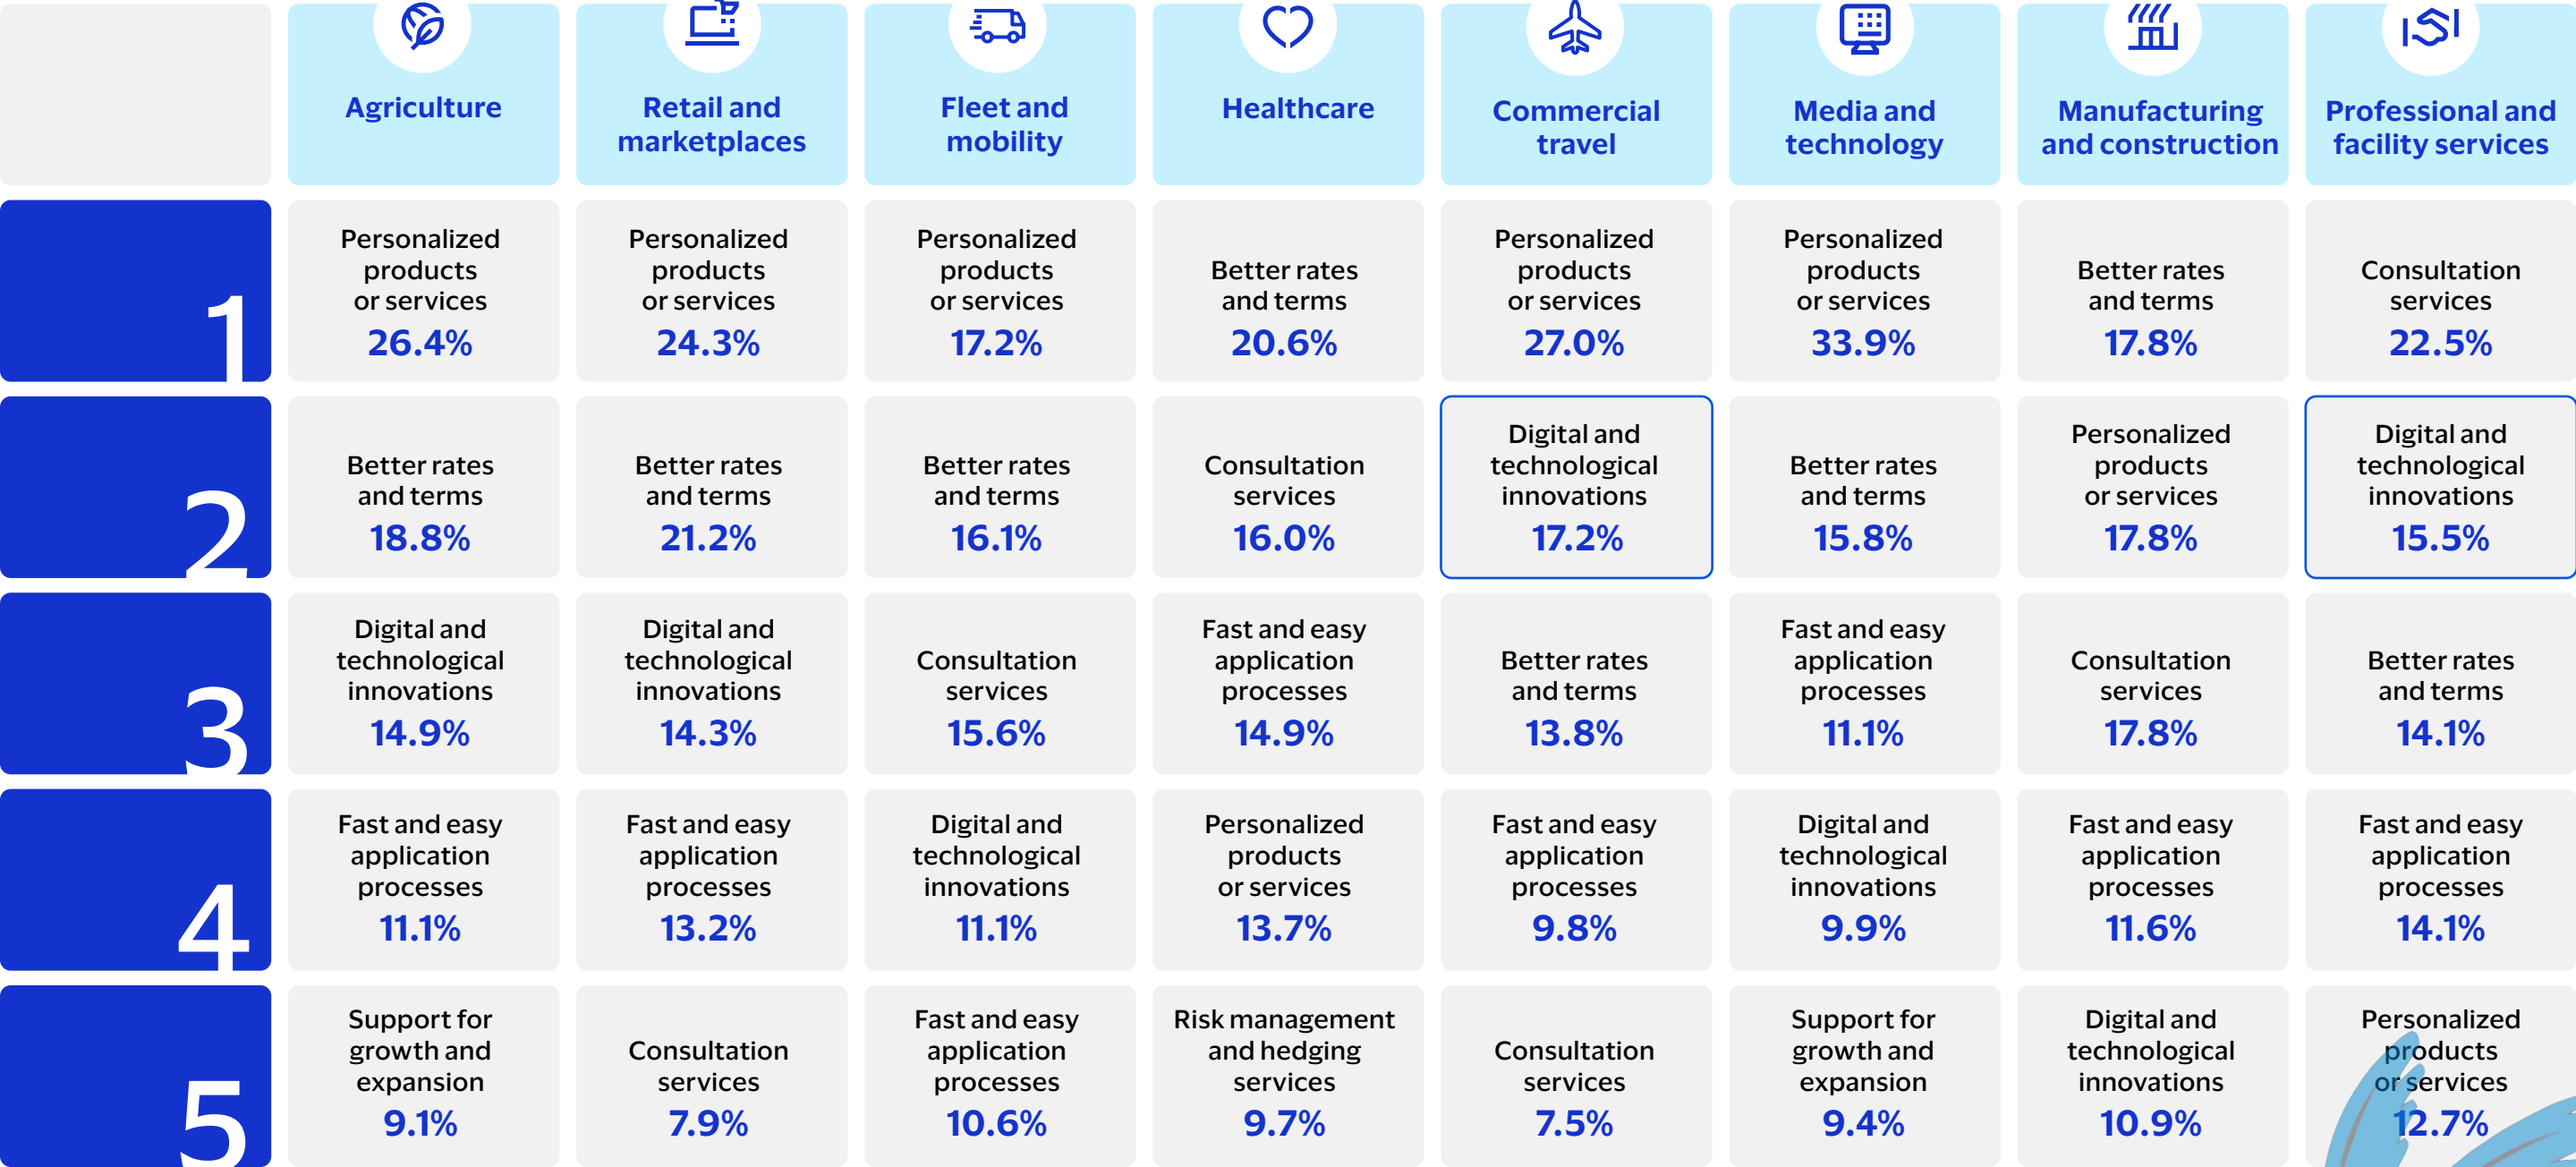 Agriculture
Retail and
marketplaces
Fleet and
mobility
Healthcare
Commercial
travel
Media and
technology
Manufacturing
and construction
Professional and
facility services
1
Personalized
products
or services
26.4%
Personalized
products
or services
24.3%
Personalized
products
or services
17.2%
Better rates
and terms
20.6%
Personalized
products
or services
27.0%
Personalized
products
or services
33.9%
Better rates
and terms
17.8%
Consultation
services
22.5%
2
Better rates
and terms
18.8%
Better rates
and terms
21.2%
Better rates
and terms
16.1%
Consultation
services
16.0%
Digital and
technological
innovations
17.2%
Better rates
and terms
15.8%
Personalized
products
or services
17.8%
Digital and
technological
innovations
15.5%
3
Digital and
technological
innovations
14.9%
Digital and
technological
innovations
14.3%
Consultation
services
15.6%
Fast and easy
application
processes
14.9%
Better rates
and terms
13.8%
Fast and easy
application
processes
11.1%
Consultation
services
17.8%
Better rates
and terms
14.1%
4
Fast and easy
application
processes
11.1%
Fast and easy
application
processes
13.2%
Digital and
technological
innovations
11.1%
Personalized
products
or services
13.7%
Fast and easy
application
processes
9.8%
Digital and
technological
innovations
9.9%
Fast and easy
application
processes
11.6%
Fast and easy
application
processes
14.1%
5
Support for
growth and
expansion
9.1%
Consultation
services
7.9%
Fast and easy
application
processes
10.6%
Risk management
and hedging
services
9.7%
Consultation
services
7.5%
Support for
growth and
expansion
9.4%
Digital and
technological
innovations
10.9%
Personalized
products
or services
12.7%